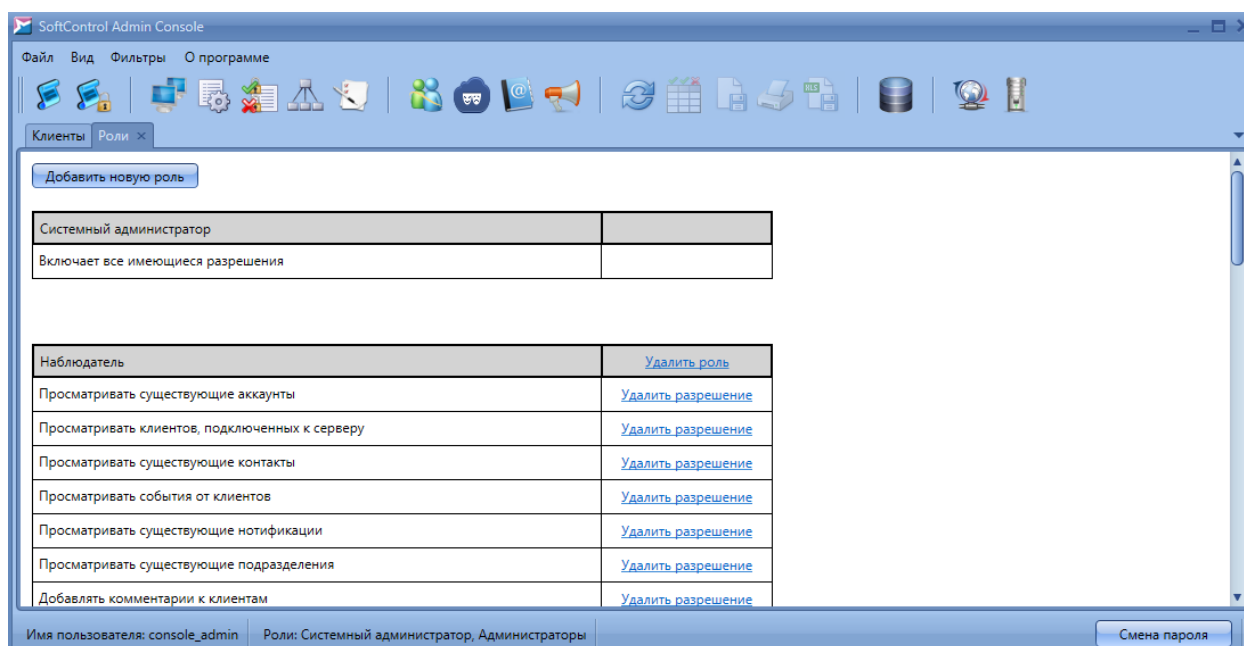 SoftControl Admin Console
Файл Вид Фильтры О программе
Клиенты Роли ×
Добавить новую роль
Системный администратор
Включает все имеющиеся разрешения
Наблюдатель Удалить роль
Просматривать существующие аккаунты Удалить разрешение
Просматривать клиентов, подключенных к серверу Удалить разрешение
Просматривать существующие контакты Удалить разрешение
Просматривать события от клиентов Удалить разрешение
Просматривать существующие нотификации Удалить разрешение
Просматривать существующие подразделения Удалить разрешение
Добавлять комментарии к клиентам Удалить разрешение
Имя пользователя: console_admin Роли: Системный администратор, Администраторы Смена пароля